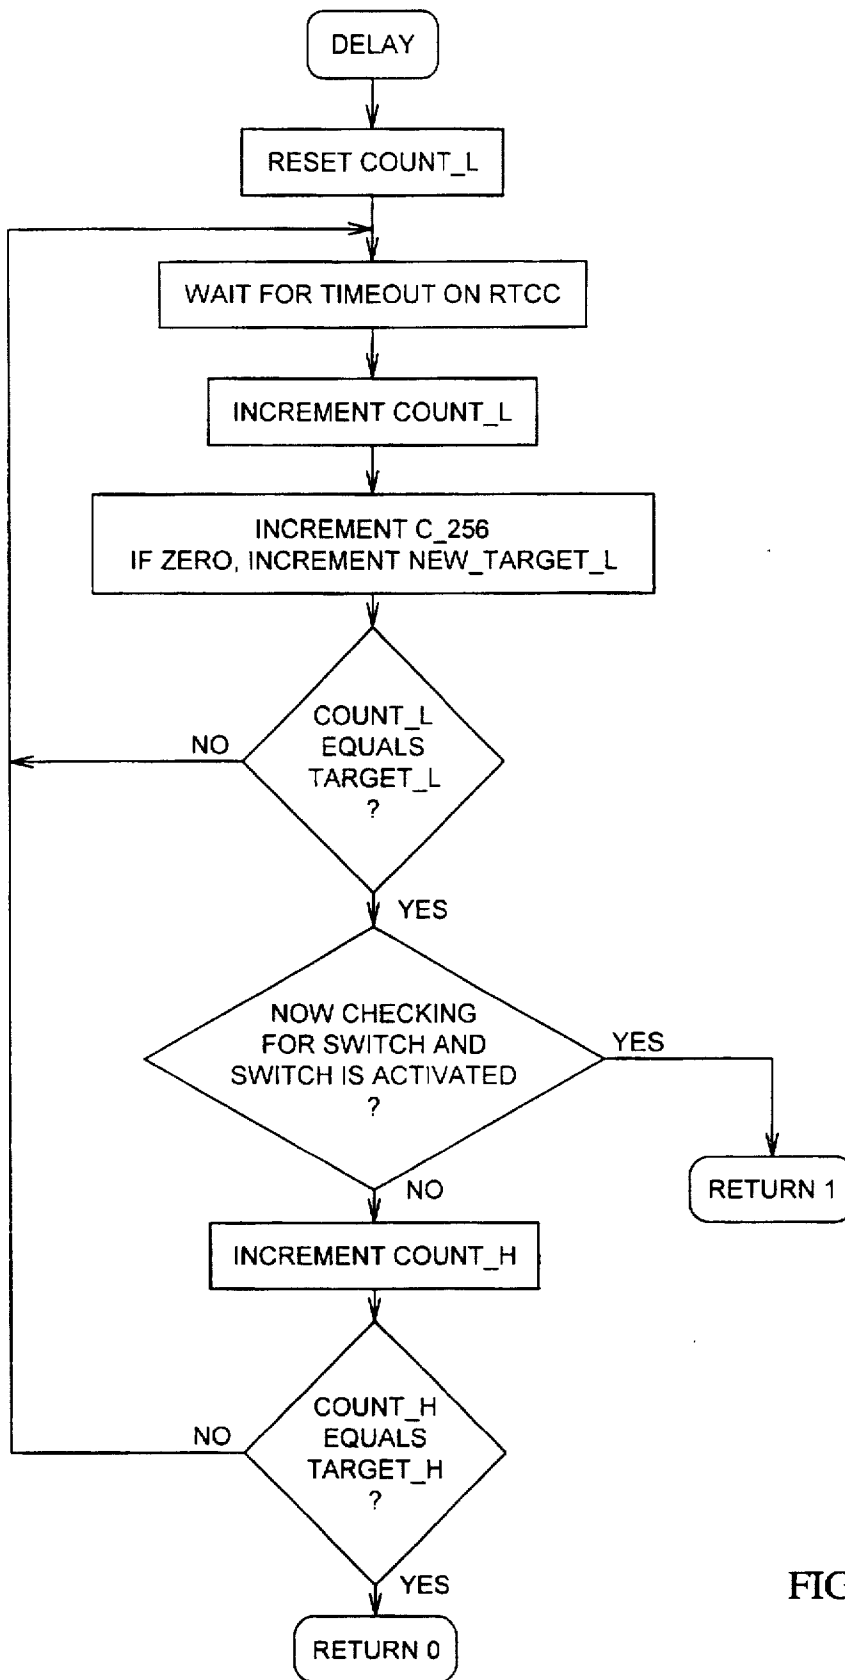 DELAY
RESET COUNT_L
WAIT FOR TIMEOUT ON RTCC
INCREMENT COUNT_L
INCREMENT C_256
IF ZERO, INCREMENT NEW_TARGET_L
COUNT_L
EQUALS
TARGET_L
?
NO
YES
NOW CHECKING
FOR SWITCH AND
SWITCH IS ACTIVATED
?
YES
RETURN 1
NO
INCREMENT COUNT_H
COUNT_H
EQUALS
TARGET_H
?
NO
YES
RETURN 0
FIG